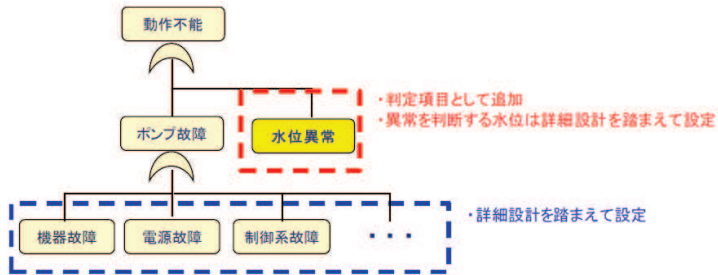 動作不能
・判定項目として追加
・異常を判断する水位は詳細設計を踏まえて設定
ポンプ故障
水位異常
・詳細設計を踏まえて設定
機器故障
電源故障
制御系故障
・・・